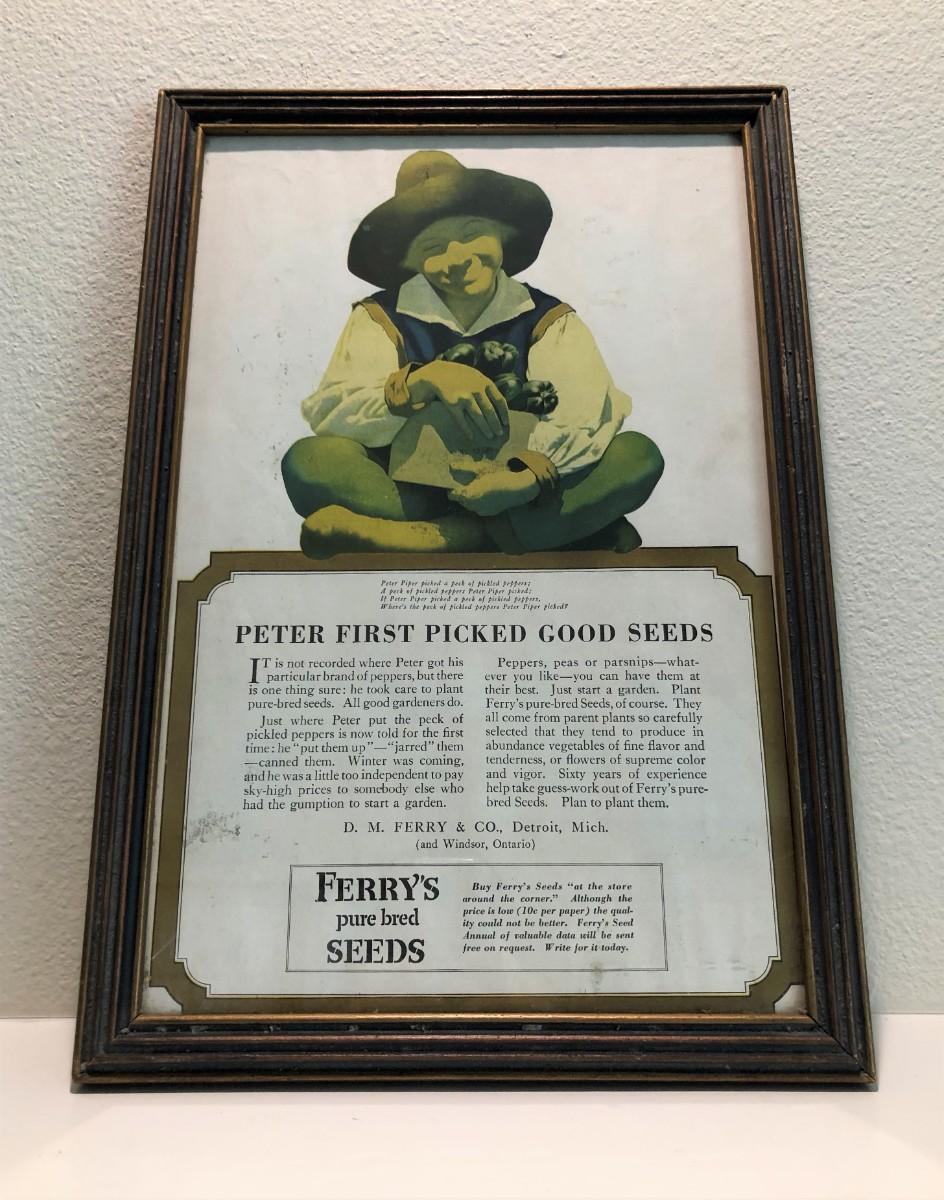 Peter Piper picked a peck of pickled peppers;
A peck of pickled peppers Peter Piper picked;
If Peter Piper picked a peck of pickled peppers,
Where's the peck of pickled peppers Peter Piper picked?
PETER FIRST PICKED GOOD SEEDS
IT is not recorded where Peter got his
particular brand of peppers, but there
is one thing sure: he took care to plant
pure-bred seeds. All good gardeners do.
Just where Peter put the peck of
pickled peppers is now told for the first
time: he "put them up"—"jarred" them
—canned them. Winter was coming,
and he was a little too independent to pay
sky-high prices to somebody else who
had the gumption to start a garden.
Peppers, peas or parsnips—what-
ever you like—you can have them at
their best. Just start a garden. Plant
Ferry's pure-bred Seeds, of course. They
all come from parent plants so carefully
selected that they tend to produce in
abundance vegetables of fine flavor and
tenderness, or flowers of supreme color
and vigor. Sixty years of experience
help take guess-work out of Ferry's pure-
bred Seeds. Plan to plant them.
D. M. FERRY & CO., Detroit, Mich.
(and Windsor, Ontario)
FERRY'S
pure bred
SEEDS
Buy Ferry's Seeds "at the store
around the corner." Although the
price is low (10c per paper) the qual-
ity could not be better. Ferry's Seed
Annual of valuable data will be sent
free on request. Write for it today.